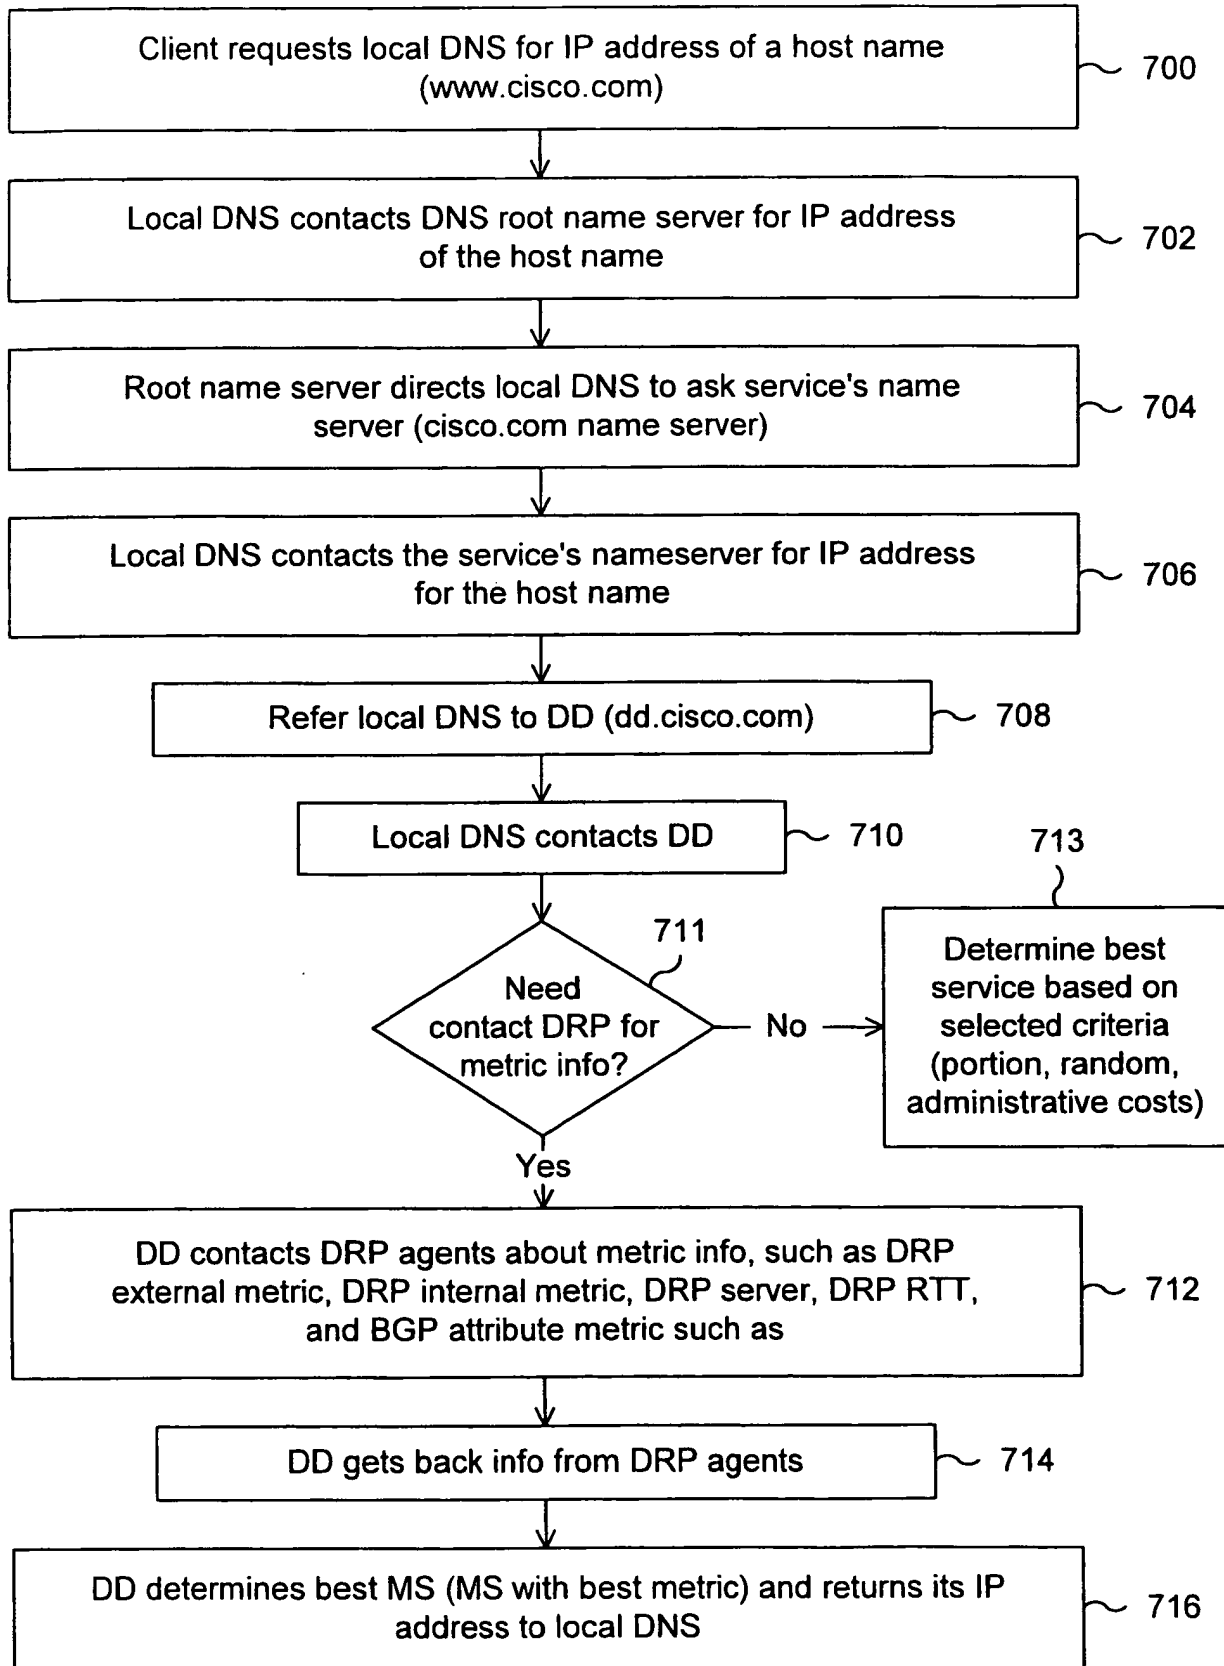 Client requests local DNS for IP address of a host name
(www.cisco.com)
700
Local DNS contacts DNS root name server for IP address
of the host name
702
Root name server directs local DNS to ask service's name
server (cisco.com name server)
704
Local DNS contacts the service's nameserver for IP address
for the host name
706
Refer local DNS to DD (dd.cisco.com)
708
Local DNS contacts DD
710
711
Need
contact DRP for
metric info?
No
713
Determine best
service based on
selected criteria
(portion, random,
administrative costs)
Yes
DD contacts DRP agents about metric info, such as DRP
external metric, DRP internal metric, DRP server, DRP RTT,
and BGP attribute metric such as
712
DD gets back info from DRP agents
714
DD determines best MS (MS with best metric) and returns its IP
address to local DNS
716